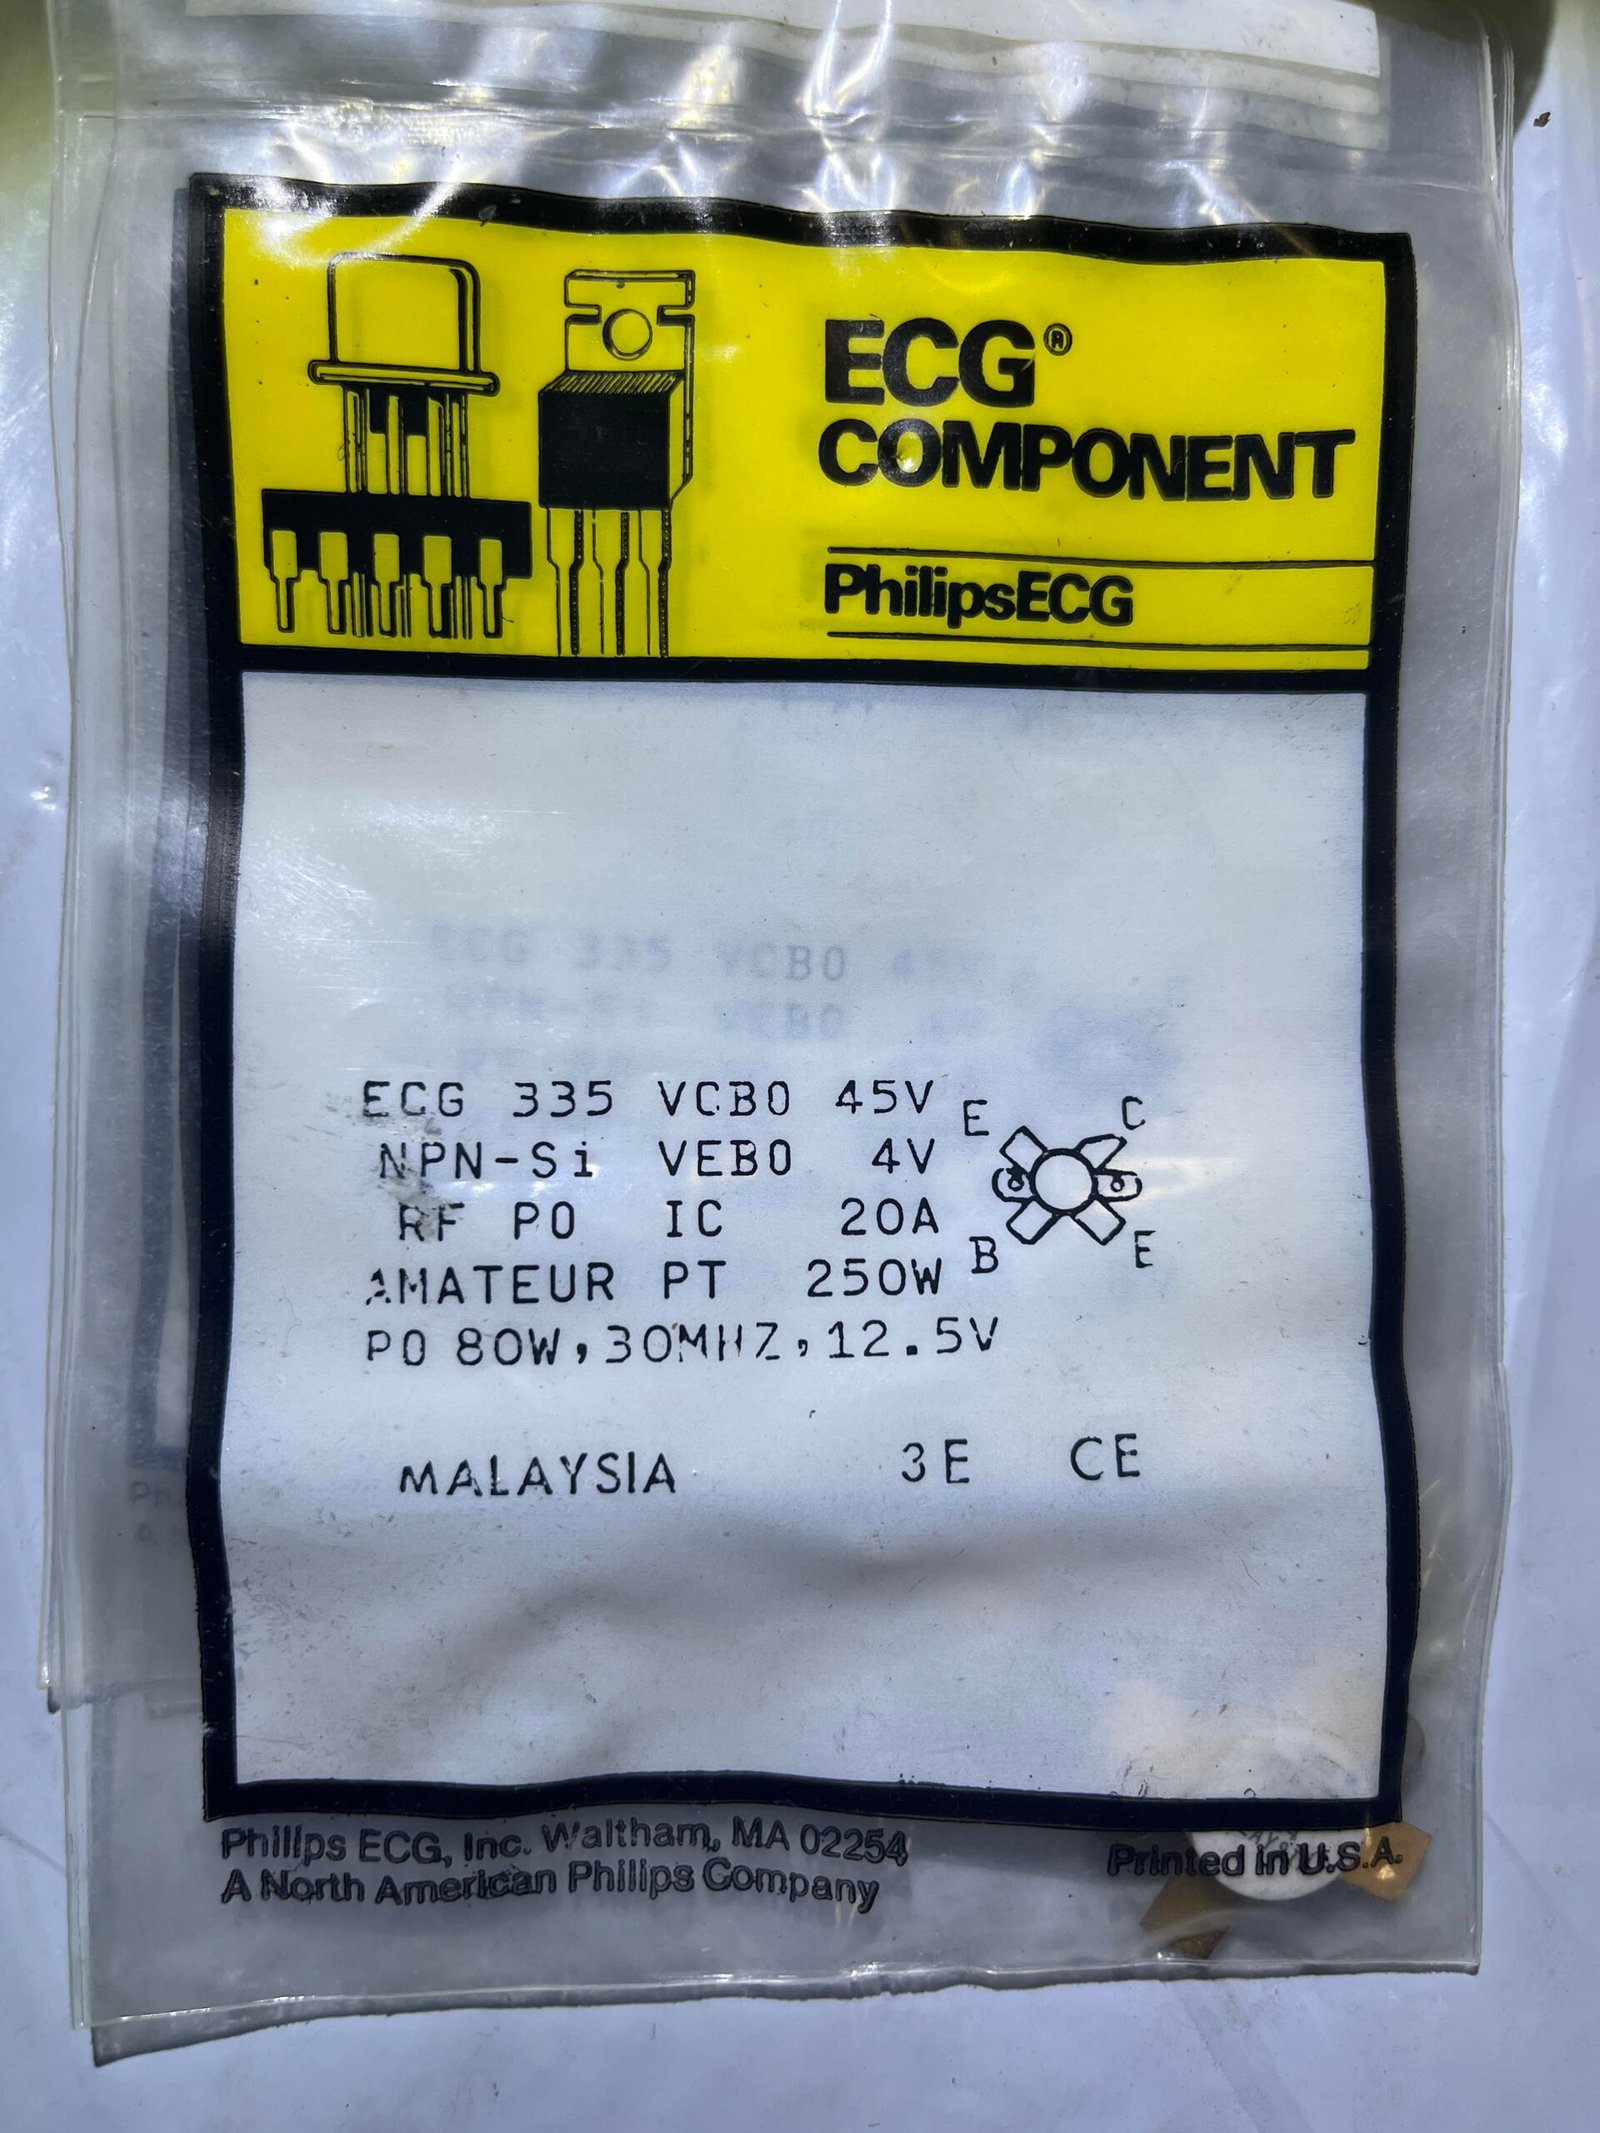 ECG®
COMPONENT
PhilipsECG
ECG 335 VCBO 45V
NPN-Si VEBO 4V
RF PO IC 20A
AMATEUR PT 250W
PO 80W,30MHZ,12.5V
E C
B E
MALAYSIA 3E CE
Philips ECG, Inc. Waltham, MA 02254
A North American Philips Company
Printed in U.S.A.